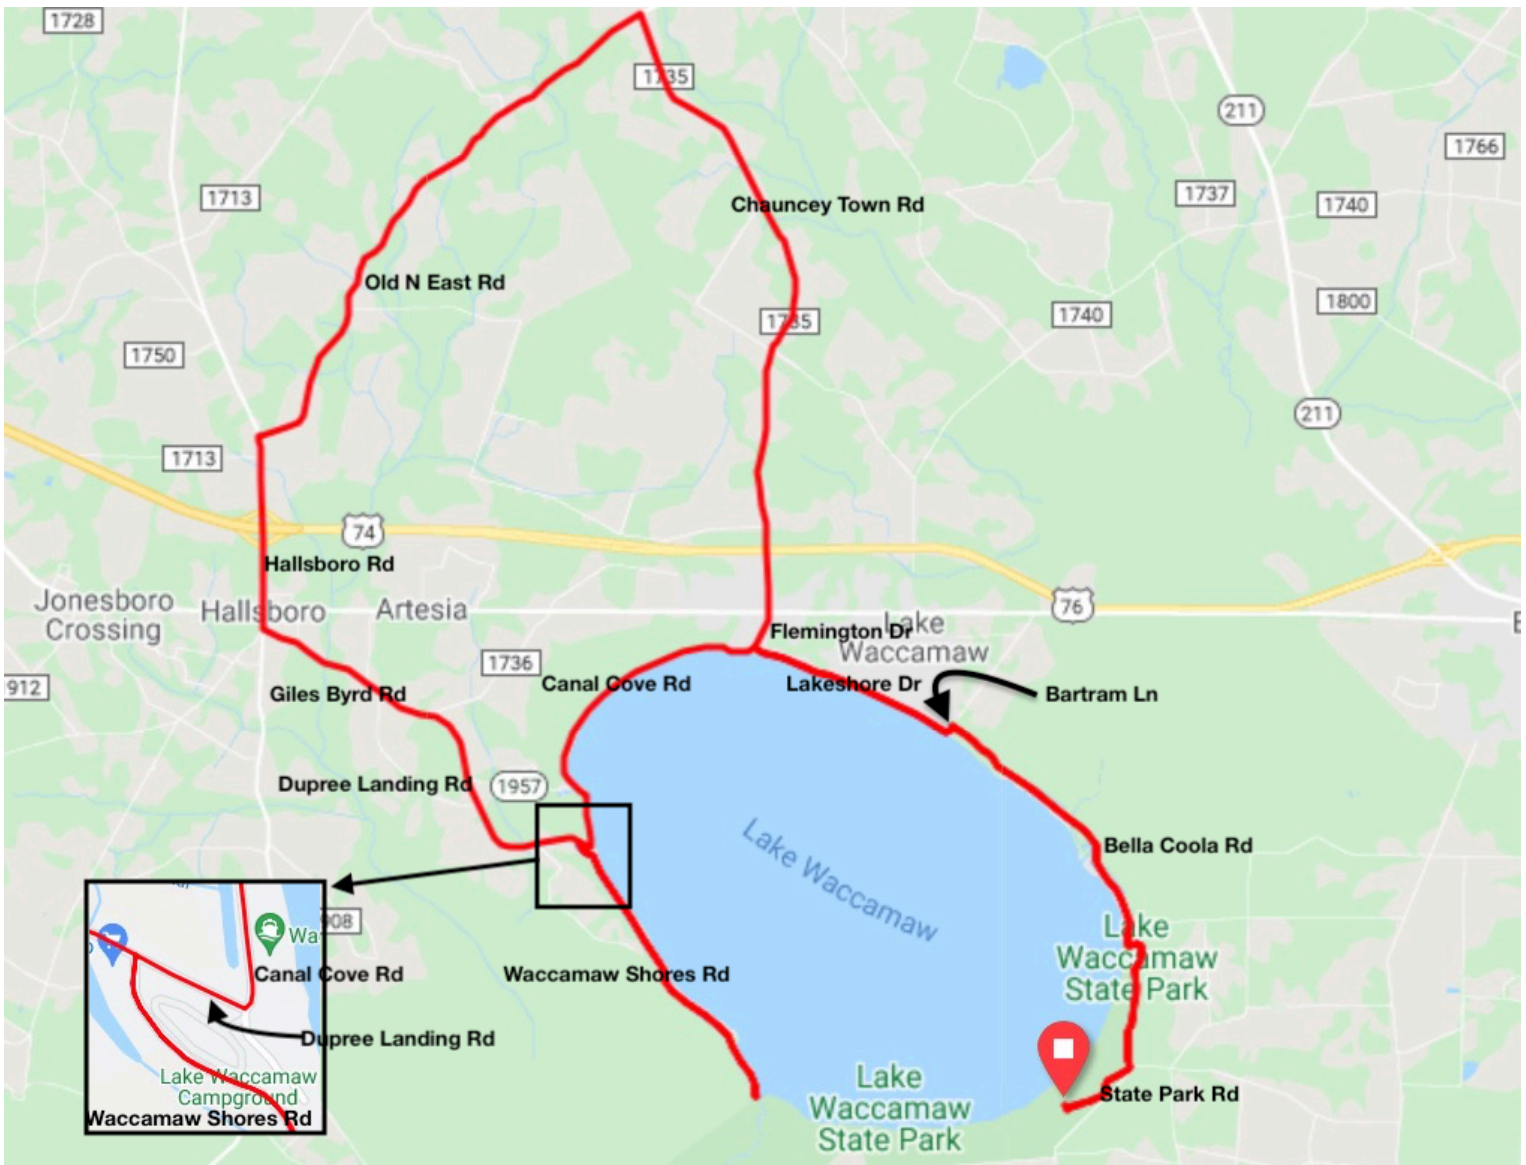 1728
1735
211
1766
1713
1737
1740
Chauncey Town Rd
Old N East Rd
1800
1740
1735
1750
211
1713
74
Hallsboro Rd
Jonesboro
Crossing
Hallsboro
Artesia
76
Flemington Dr
Lake
Waccamaw
1736
912
Giles Byrd Rd
Canal Cove Rd
Lakeshore Dr
Bartram Ln
Dupree Landing Rd
1957
Lake Waccamaw
Bella Coola Rd
908
Wa
Canal Cove Rd
Waccamaw Shores Rd
Lake
Waccamaw
State Park
Dupree Landing Rd
Lake Waccamaw
Campground
Waccamaw Shores Rd
Lake
Waccamaw
State Park
State Park Rd